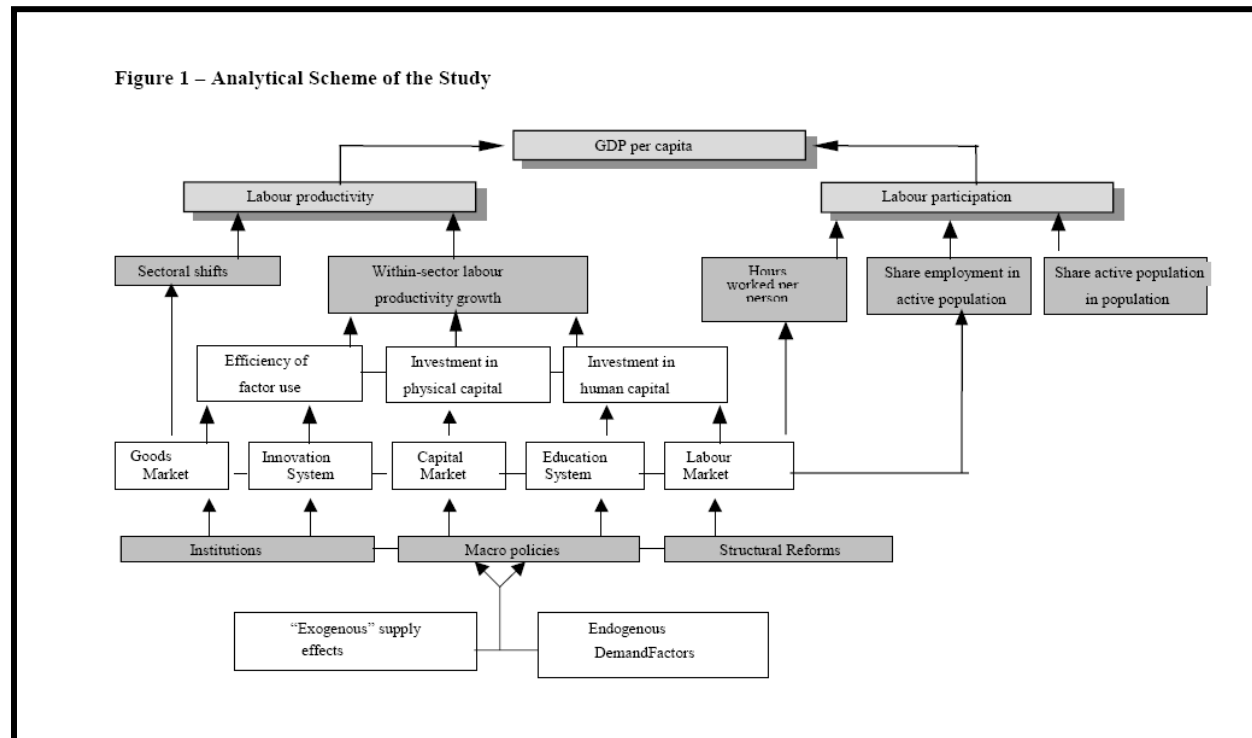 Figure 1 – Analytical Scheme of the Study
GDP per capita
Labour productivity
Labour participation
Sectoral shifts
Within-sector labour
productivity growth
Hours
worked per
person
Share employment in
active population
Share active population
in population
Efficiency of
factor use
Investment in
physical capital
Investment in
human capital
Goods
Market
Innovation
System
Capital
Market
Education
System
Labour
Market
Institutions
Macro policies
Structural Reforms
“Exogenous” supply
effects
Endogenous
DemandFactors